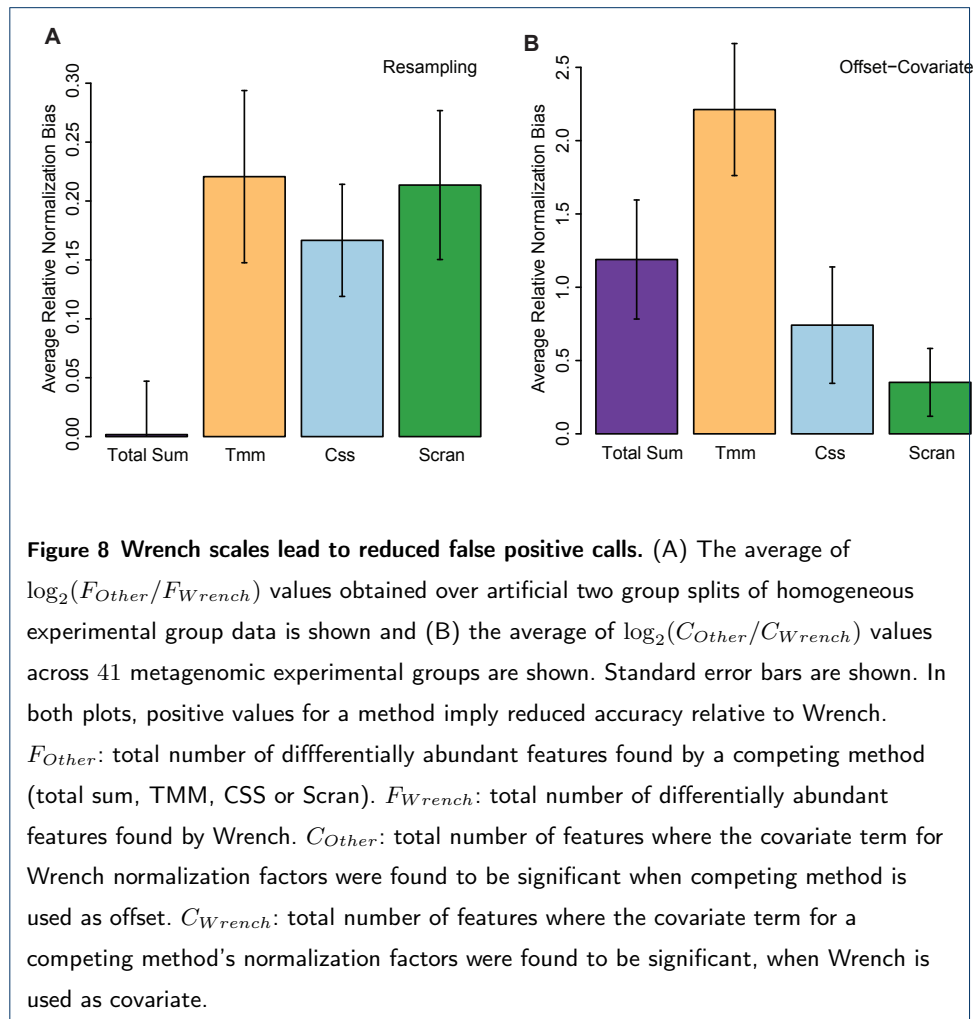 A
Resampling
Average Relative Normalization Bias
0.30
0.25
0.20
0.15
0.10
0.05
0.00
Total Sum Tmm Css Scran
B
Offset−Covariate
Average Relative Normalization Bias
2.5
2.0
1.5
1.0
0.5
0.0
Total Sum Tmm Css Scran
Figure 8 Wrench scales lead to reduced false positive calls. (A) The average of
log₂(F_Other/F_Wrench) values obtained over artificial two group splits of homogeneous
experimental group data is shown and (B) the average of log₂(C_Other/C_Wrench) values
across 41 metagenomic experimental groups are shown. Standard error bars are shown. In
both plots, positive values for a method imply reduced accuracy relative to Wrench.
F_Other: total number of diffferentially abundant features found by a competing method
(total sum, TMM, CSS or Scran). F_Wrench: total number of differentially abundant
features found by Wrench. C_Other: total number of features where the covariate term for
Wrench normalization factors were found to be significant when competing method is
used as offset. C_Wrench: total number of features where the covariate term for a
competing method's normalization factors were found to be significant, when Wrench is
used as covariate.